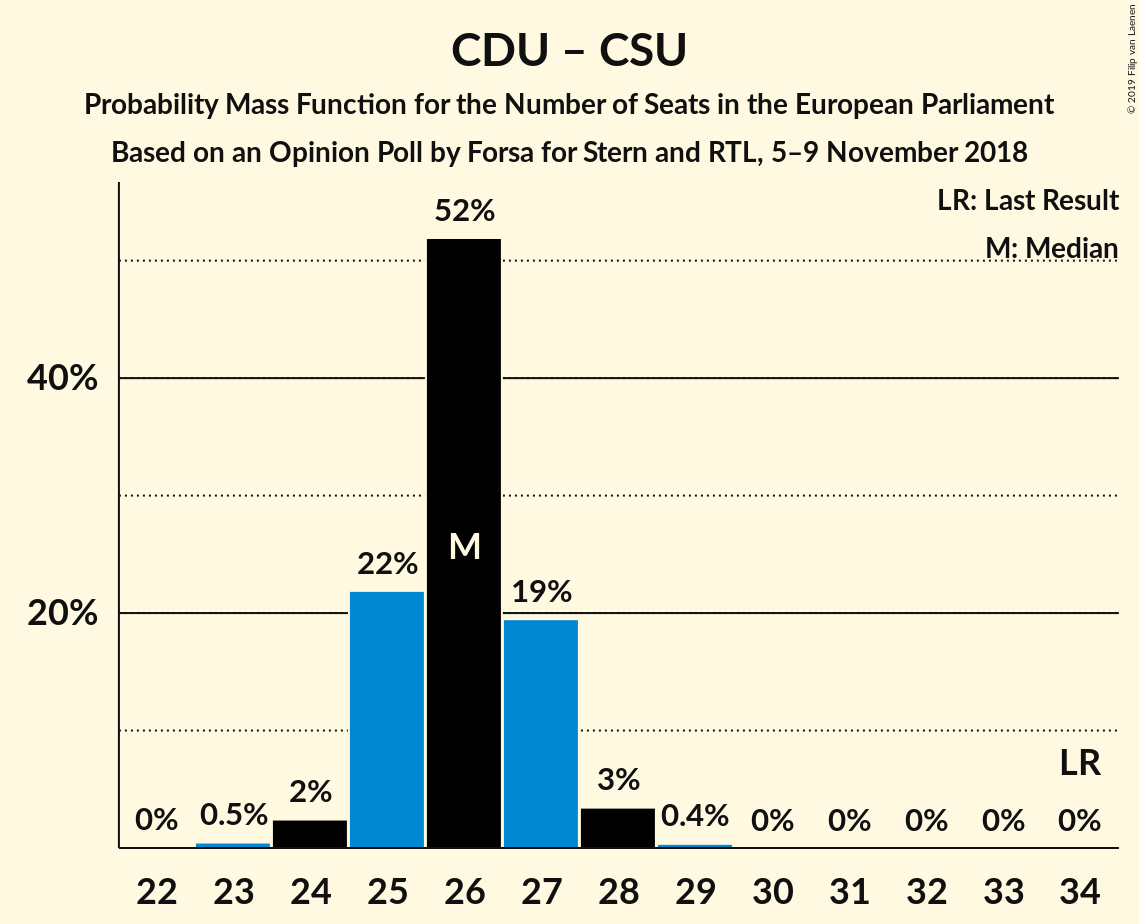 CDU – CSU
Probability Mass Function for the Number of Seats in the European Parliament
Based on an Opinion Poll by Forsa for Stern and RTL, 5–9 November 2018
© 2019 Filip van Laenen
LR: Last Result
M: Median
52%
40%
M
22%
19%
20%
LR
0%
0.5%
2%
3%
0.4%
0%
0%
0%
0%
0%
22 23 24 25 26 27 28 29 30 31 32 33 34